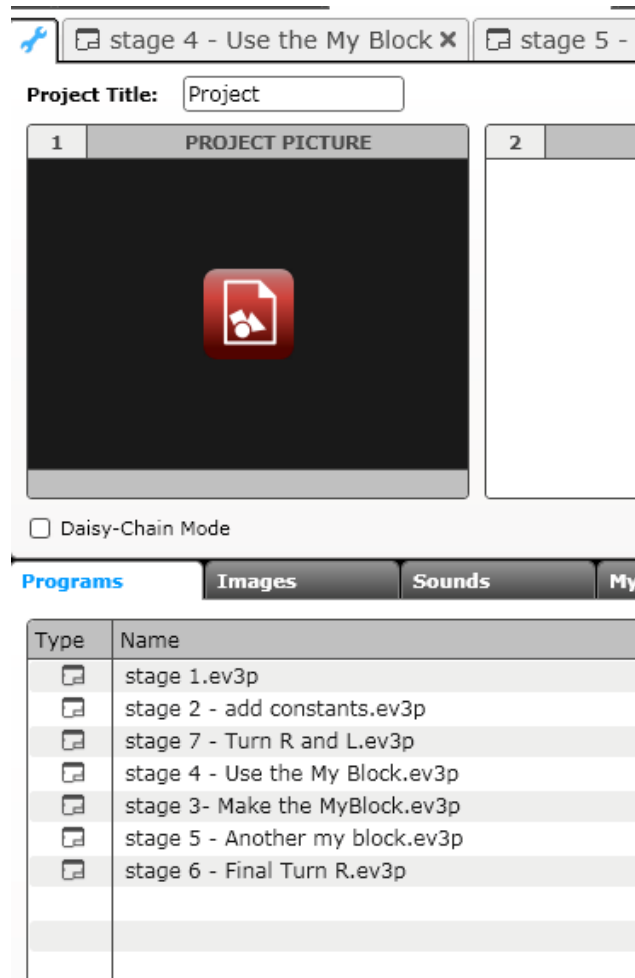 stage 4 - Use the My Block × stage 5 -
Project Title: Project
1 PROJECT PICTURE 2
Daisy-Chain Mode
Programs Images Sounds My
Type Name
stage 1.ev3p
stage 2 - add constants.ev3p
stage 7 - Turn R and L.ev3p
stage 4 - Use the My Block.ev3p
stage 3- Make the MyBlock.ev3p
stage 5 - Another my block.ev3p
stage 6 - Final Turn R.ev3p